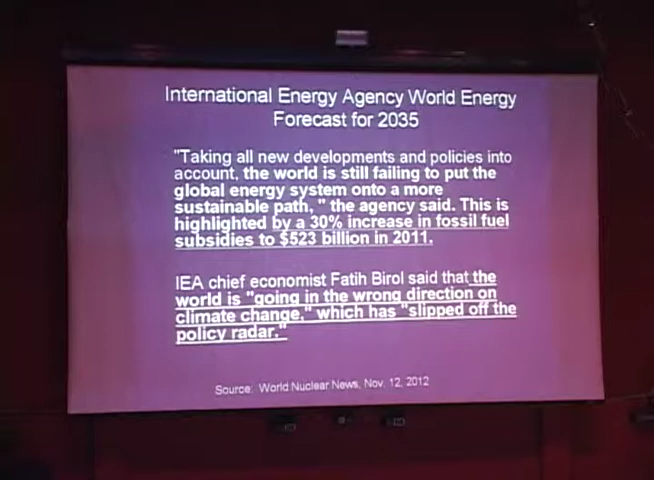 International Energy Agency World Energy
Forecast for 2035
"Taking all new developments and policies into
account, the world is still failing to put the
global energy system onto a more
sustainable path, " the agency said. This is
highlighted by a 30% increase in fossil fuel
subsidies to $523 billion in 2011.
IEA chief economist Fatih Birol said that the
world is "going in the wrong direction on
climate change," which has "slipped off the
policy radar."
Source: World Nuclear News, Nov. 12, 2012